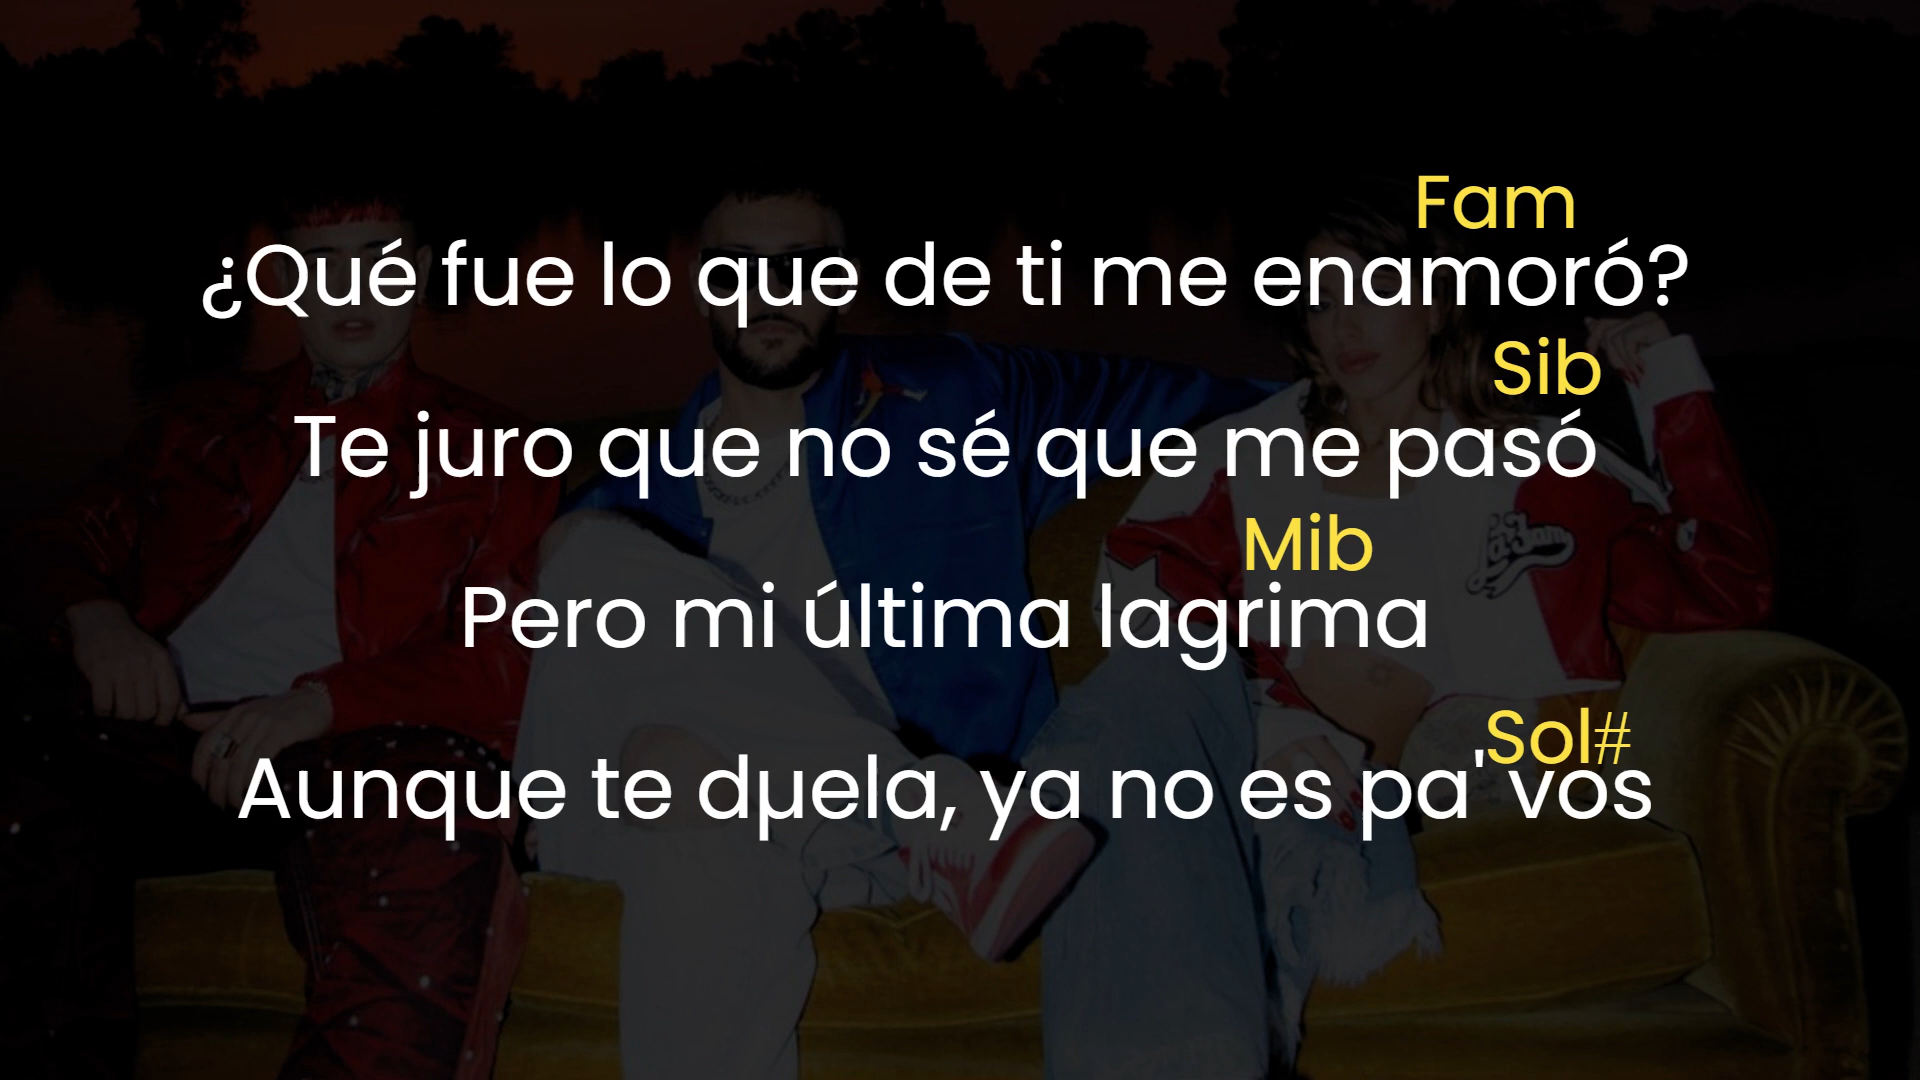 Fam
¿Qué fue lo que de ti me enamoró?
Sib
Te juro que no sé que me pasó
Mib
Pero mi última lagrima
Sol#
Aunque te dµela, ya no es pa' vos